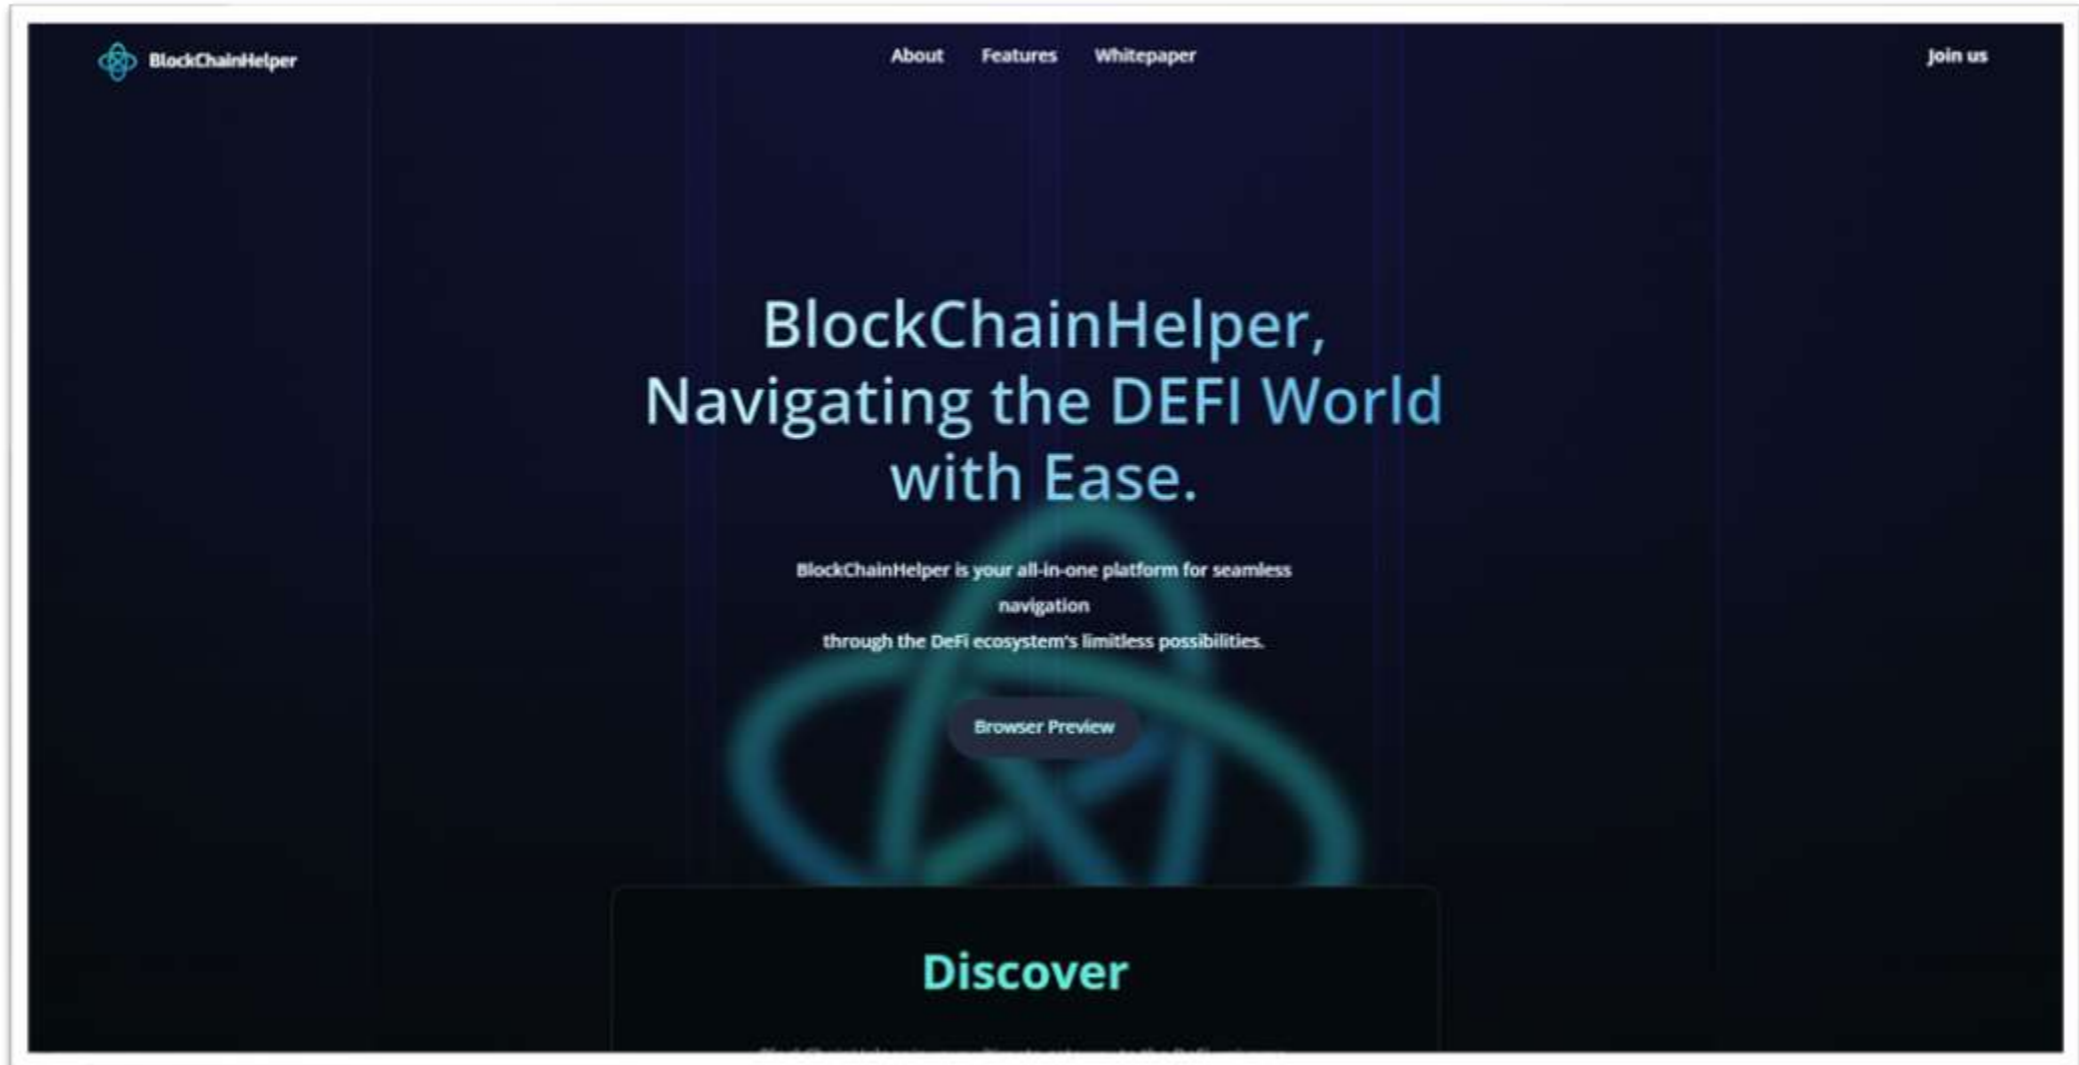 BlockChainHelper
About Features Whitepaper
Join us
BlockChainHelper,
Navigating the DEFI World
with Ease.
BlockChainHelper is your all-in-one platform for seamless
navigation
through the DeFi ecosystem's limitless possibilities.
Browser Preview
Discover